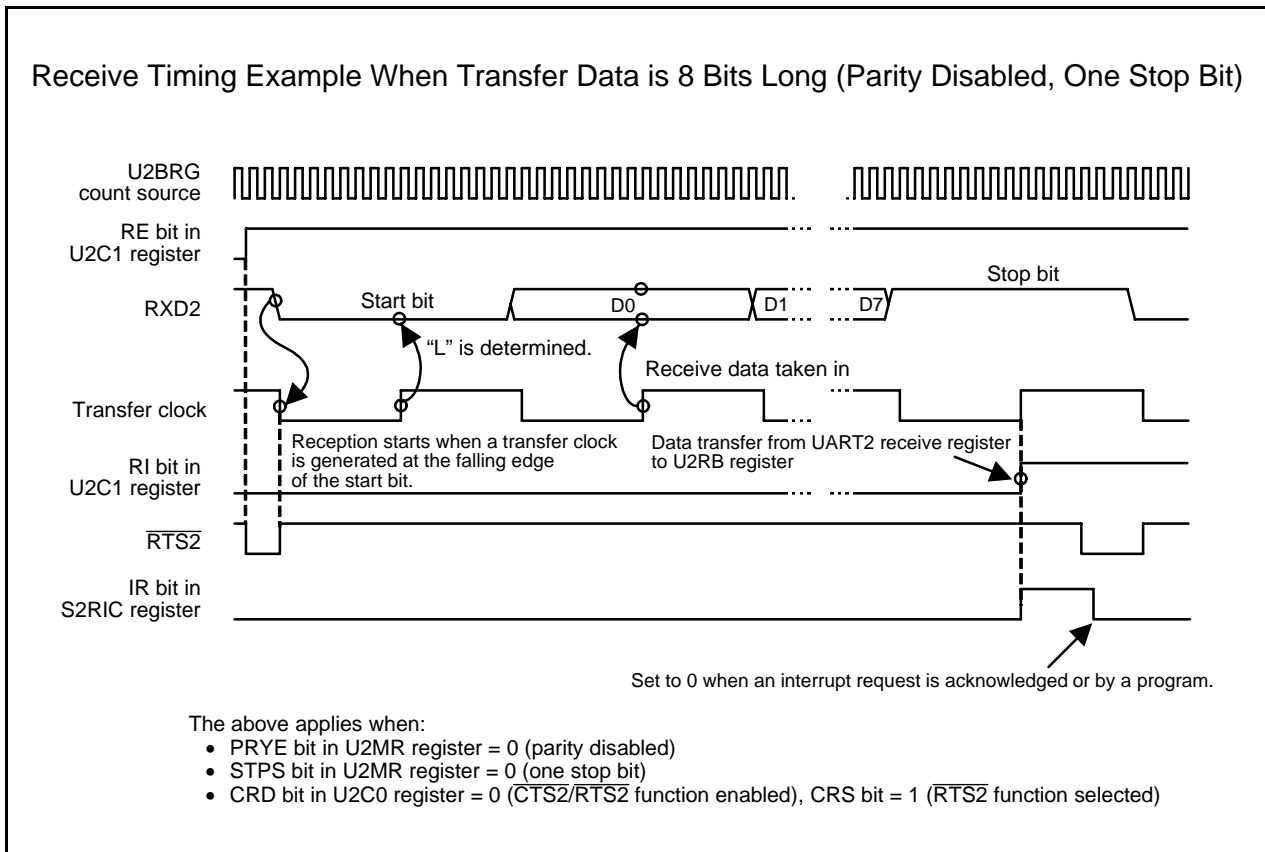 Receive Timing Example When Transfer Data is 8 Bits Long (Parity Disabled, One Stop Bit)
U2BRG
count source
RE bit in
U2C1 register
RXD2
Start bit
D0
D1
D7
Stop bit
“L” is determined.
Receive data taken in
Transfer clock
Reception starts when a transfer clock
is generated at the falling edge
of the start bit.
Data transfer from UART2 receive register
to U2RB register
RI bit in
U2C1 register
RTS2
IR bit in
S2RIC register
Set to 0 when an interrupt request is acknowledged or by a program.
The above applies when:
• PRYE bit in U2MR register = 0 (parity disabled)
• STPS bit in U2MR register = 0 (one stop bit)
• CRD bit in U2C0 register = 0 (CTS2/RTS2 function enabled), CRS bit = 1 (RTS2 function selected)